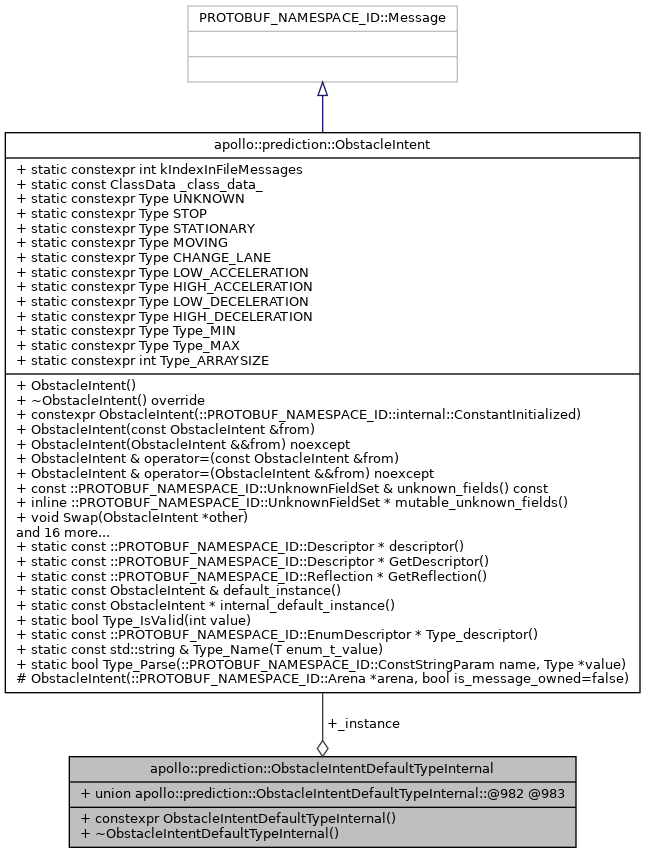 PROTOBUF_NAMESPACE_ID::Message
apollo::prediction::ObstacleIntent
+ static constexpr int kIndexInFileMessages
+ static const ClassData _class_data_
+ static constexpr Type UNKNOWN
+ static constexpr Type STOP
+ static constexpr Type STATIONARY
+ static constexpr Type MOVING
+ static constexpr Type CHANGE_LANE
+ static constexpr Type LOW_ACCELERATION
+ static constexpr Type HIGH_ACCELERATION
+ static constexpr Type LOW_DECELERATION
+ static constexpr Type HIGH_DECELERATION
+ static constexpr Type Type_MIN
+ static constexpr Type Type_MAX
+ static constexpr int Type_ARRAYSIZE
+ ObstacleIntent()
+ ~ObstacleIntent() override
+ constexpr ObstacleIntent(::PROTOBUF_NAMESPACE_ID::internal::ConstantInitialized)
+ ObstacleIntent(const ObstacleIntent &from)
+ ObstacleIntent(ObstacleIntent &&from) noexcept
+ ObstacleIntent & operator=(const ObstacleIntent &from)
+ ObstacleIntent & operator=(ObstacleIntent &&from) noexcept
+ const ::PROTOBUF_NAMESPACE_ID::UnknownFieldSet & unknown_fields() const
+ inline ::PROTOBUF_NAMESPACE_ID::UnknownFieldSet * mutable_unknown_fields()
+ void Swap(ObstacleIntent *other)
and 16 more...
+ static const ::PROTOBUF_NAMESPACE_ID::Descriptor * descriptor()
+ static const ::PROTOBUF_NAMESPACE_ID::Descriptor * GetDescriptor()
+ static const ::PROTOBUF_NAMESPACE_ID::Reflection * GetReflection()
+ static const ObstacleIntent & default_instance()
+ static const ObstacleIntent * internal_default_instance()
+ static bool Type_IsValid(int value)
+ static const ::PROTOBUF_NAMESPACE_ID::EnumDescriptor * Type_descriptor()
+ static const std::string & Type_Name(T enum_t_value)
+ static bool Type_Parse(::PROTOBUF_NAMESPACE_ID::ConstStringParam name, Type *value)
# ObstacleIntent(::PROTOBUF_NAMESPACE_ID::Arena *arena, bool is_message_owned=false)
+_instance
apollo::prediction::ObstacleIntentDefaultTypeInternal
+ union apollo::prediction::ObstacleIntentDefaultTypeInternal::@982 @983
+ constexpr ObstacleIntentDefaultTypeInternal()
+ ~ObstacleIntentDefaultTypeInternal()